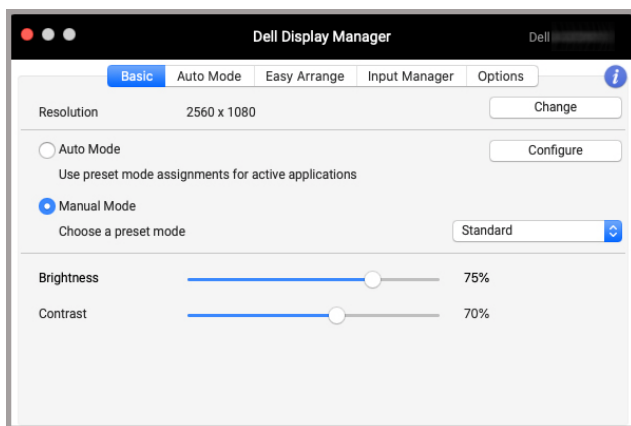 Dell Display Manager Dell
Basic Auto Mode Easy Arrange Input Manager Options i
Resolution 2560 x 1080 Change
Auto Mode Configure
Use preset mode assignments for active applications
Manual Mode
Choose a preset mode Standard
Brightness 75%
Contrast 70%